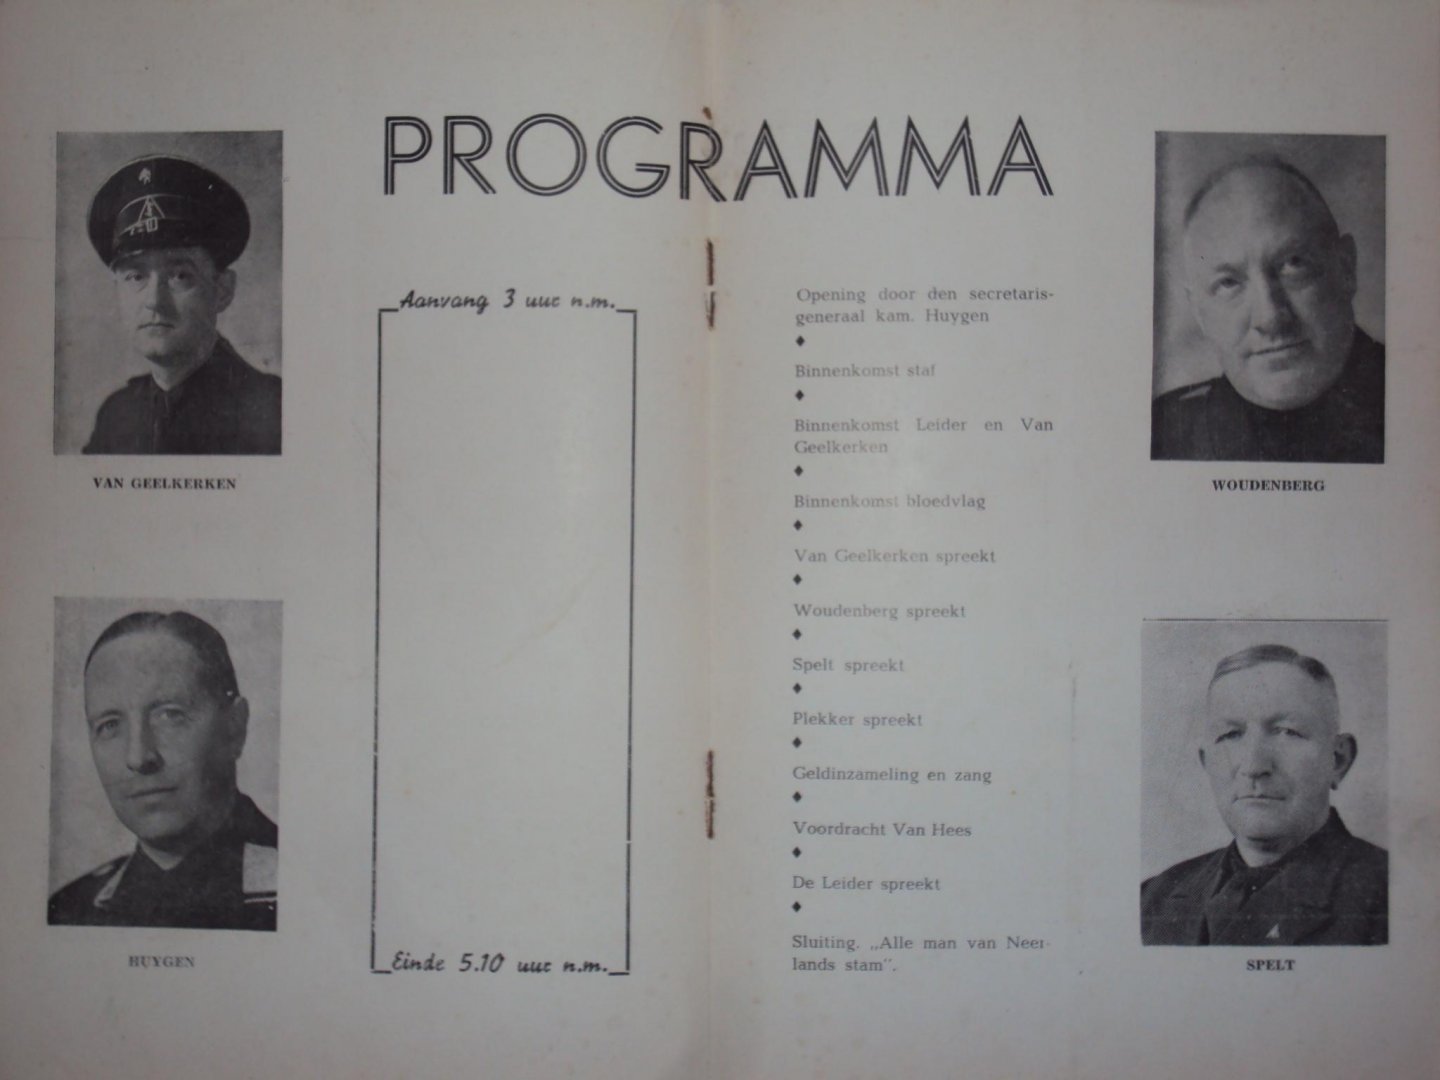 PROGRAMMA
VAN GEELKERKEN
HUYGEN
Aanvang 3 uur n.m.
Einde 5.10 uur n.m.
Opening door den secretaris-
generaal kam. Huygen
Binnenkomst staf
Binnenkomst Leider en Van
Geelkerken
Binnenkomst bloedvlag
Van Geelkerken spreekt
Woudenberg spreekt
Spelt spreekt
Plekker spreekt
Geldinzameling en zang
Voordracht Van Hees
De Leider spreekt
Sluiting. „Alle man van Neer-
lands stam".
WOUDENBERG
SPELT